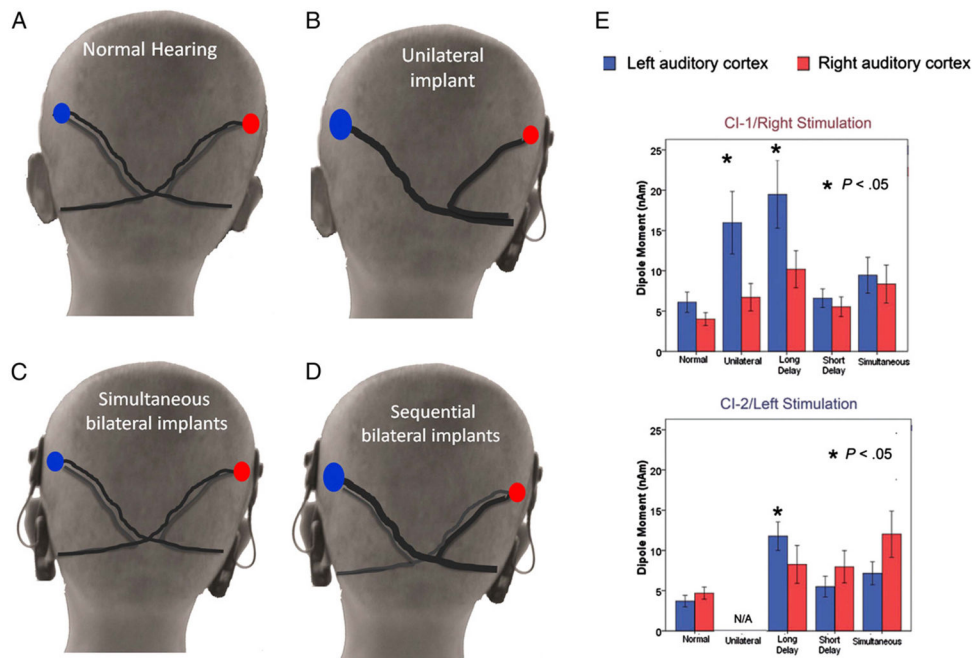 A
Normal Hearing
B
Unilateral
implant
C
Simultaneous
bilateral implants
D
Sequential
bilateral implants
E
Left auditory cortex
Right auditory cortex
CI-1/Right Stimulation
Dipole Moment (nAm)
25
20
15
10
5
0
*
*
* P < .05
Normal
Unilateral
Long
Delay
Short
Delay
Simultaneous
CI-2/Left Stimulation
Dipole Moment (nAm)
25
20
15
10
5
0
*
* P < .05
N/A
Normal
Unilateral
Long
Delay
Short
Delay
Simultaneous